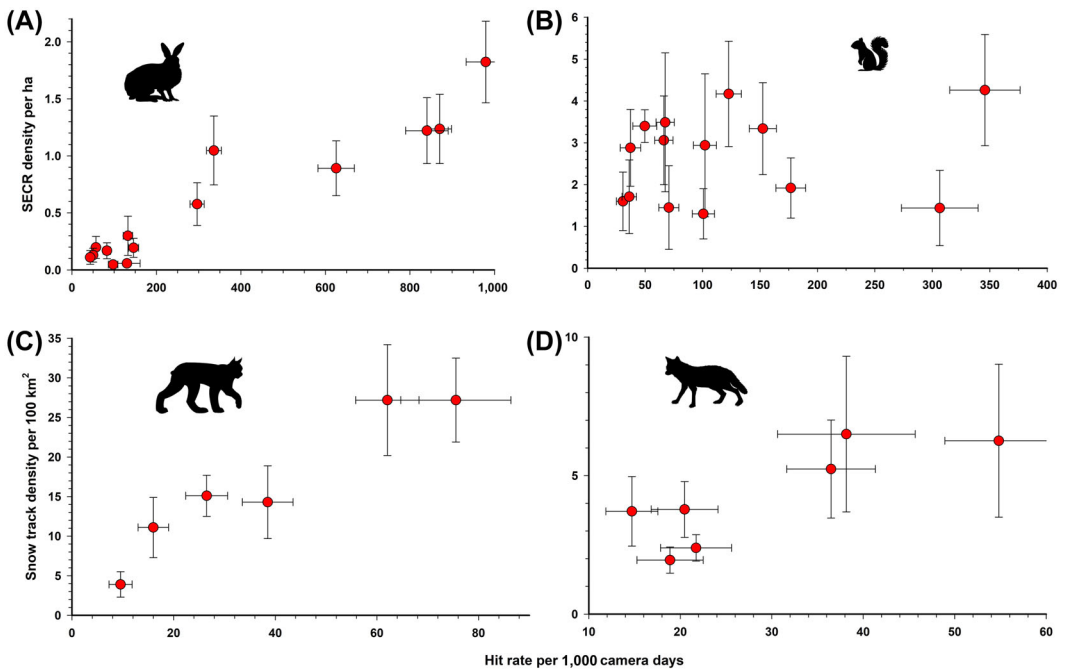 (A)
SECR density per ha
2.0
1.5
1.0
0.5
0.0
0 200 400 600 800 1,000
(B)
6
5
4
3
2
1
0
0 50 100 150 200 250 300 350 400
(C)
Snow track density per 100 km²
35
30
25
20
15
10
5
0
0 20 40 60 80
(D)
10
5
0
10 20 30 40 50 60
Hit rate per 1,000 camera days